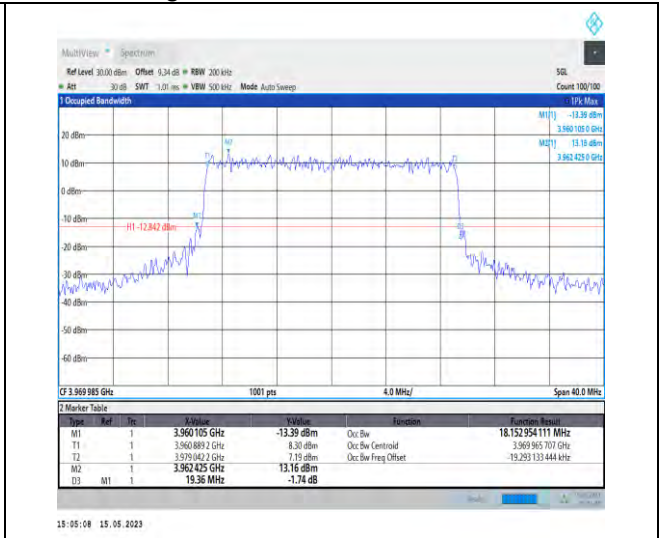 MultiView Spectrum
Ref Level 30.00 dBm Offset 9.34 dB RBW 200 kHz SGL
Att 30 dB SWT 1.01 ms VBW 500 kHz Mode Auto Sweep Count 100/100
1 Occupied Bandwidth 1Pk Max
M1[1] -13.39 dBm
3.960 105 0 GHz
M2[1] 13.16 dBm
3.962 425 0 GHz
20 dBm
M2
T1
10 dBm
0 dBm
-10 dBm
M1
H1 -12.842 dBm
-20 dBm
-30 dBm
-40 dBm
-50 dBm
-60 dBm
CF 3.969 985 GHz 1001 pts 4.0 MHz/ Span 40.0 MHz
2 Marker Table
Type Ref Trc X-Value Y-Value Function Function Result
M1 1 3.960105 GHz -13.39 dBm Occ Bw 18.152 954 111 MHz
T1 1 3.960 889 2 GHz 8.30 dBm Occ Bw Centroid 3.969 965 707 GHz
T2 1 3.979 042 2 GHz 7.19 dBm Occ Bw Freq Offset -19.293 133 444 kHz
M2 1 3.962 425 GHz 13.16 dBm
D3 M1 1 19.36 MHz -1.74 dB
15:05:08 15.05.2023